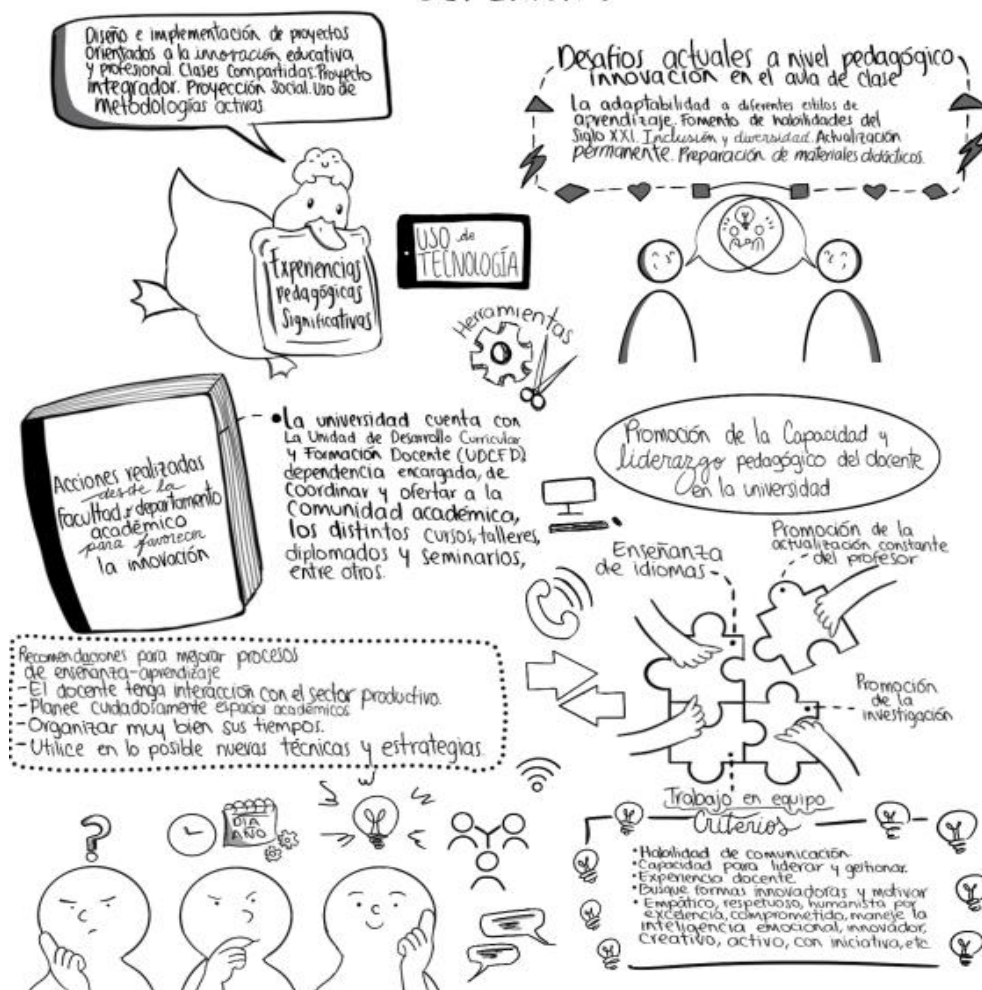 Diseño e implementación de proyectos
orientados a la innovación educativa
y profesional. Clases Compartidas. Proyecto
integrador. Proyección Social. Uso de
metodologías activas
Experiencias
pedagógicas
Significativas
USO de
TECNOLOGÍA
Herramientas
Desafíos actuales a nivel pedagógico
innovación en el aula de clase
La adaptabilidad a diferentes estilos de
aprendizaje. Fomento de habilidades del
Siglo XXI. Inclusión y diversidad. Actualización
permanente. Preparación de materiales didácticos.
Acciones realizadas
desde la
facultad o departamento
académico
para favorecer
la innovación
•La universidad cuenta con
La Unidad de Desarrollo Curricular
y Formación Docente (UDCFD)
dependencia encargada, de
Coordinar y ofertar a la
Comunidad académica,
los distintos cursos, talleres,
diplomados y seminarios,
entre otros.
Promoción de la Capacidad y
liderazgo pedagógico del docente
en la universidad
Enseñanza
de idiomas
Promoción de la
actualización constante
del profesor
Promoción
de la
investigación
Trabajo en equipo
Recomendaciones para mejorar procesos
de enseñanza-aprendizaje
-El docente tenga interacción con el sector productivo.
-Planee cuidadosamente espacios académicos
-Organizar muy bien sus tiempos.
-Utilice en lo posible nuevas técnicas y estrategias.
?
DIA
AÑO
Criterios
•Habilidad de comunicación
•Capacidad para liderar y gestionar.
•Experiencia docente
•Busque formas innovadoras y motivar
•Empático, respetuoso, humanista por
excelencia, comprometido, maneje la
inteligencia emocional, innovador,
Creativo, activo, con iniciativa, etc